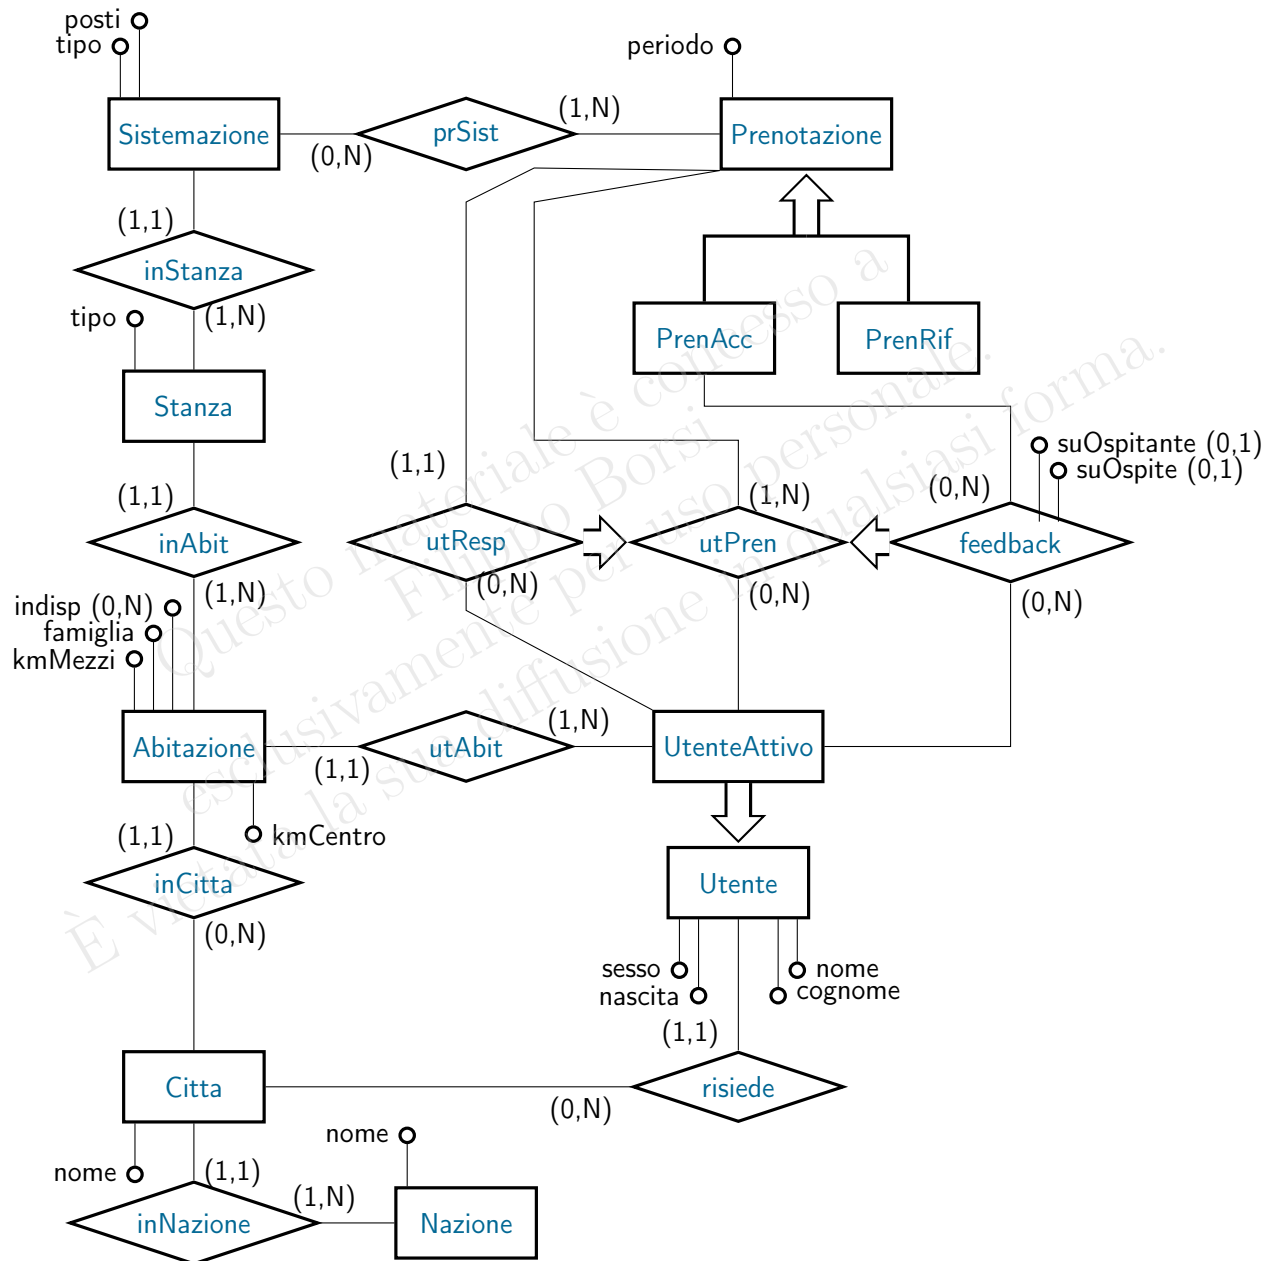 posti
tipo
periodo
Sistemazione
prSist
(1,N)
Prenotazione
(0,N)
(1,1)
inStanza
(1,N)
tipo
PrenAcc
PrenRif
Stanza
suOspitante (0,1)
suOspite (0,1)
(1,1)
(1,1)
(1,N)
(0,N)
inAbit
utResp
utPren
feedback
(1,N)
(0,N)
(0,N)
(0,N)
indisp (0,N)
famiglia
kmMezzi
Abitazione
utAbit
(1,N)
UtenteAttivo
(1,1)
(1,1)
kmCentro
inCitta
Utente
(0,N)
sesso
nascita
nome
cognome
(1,1)
Citta
risiede
(0,N)
nome
nome
(1,1)
(1,N)
inNazione
Nazione
Questo materiale è concesso a
Filippo Borsi
esclusivamente per uso personale.
È vietata la sua diffusione in qualsiasi forma.